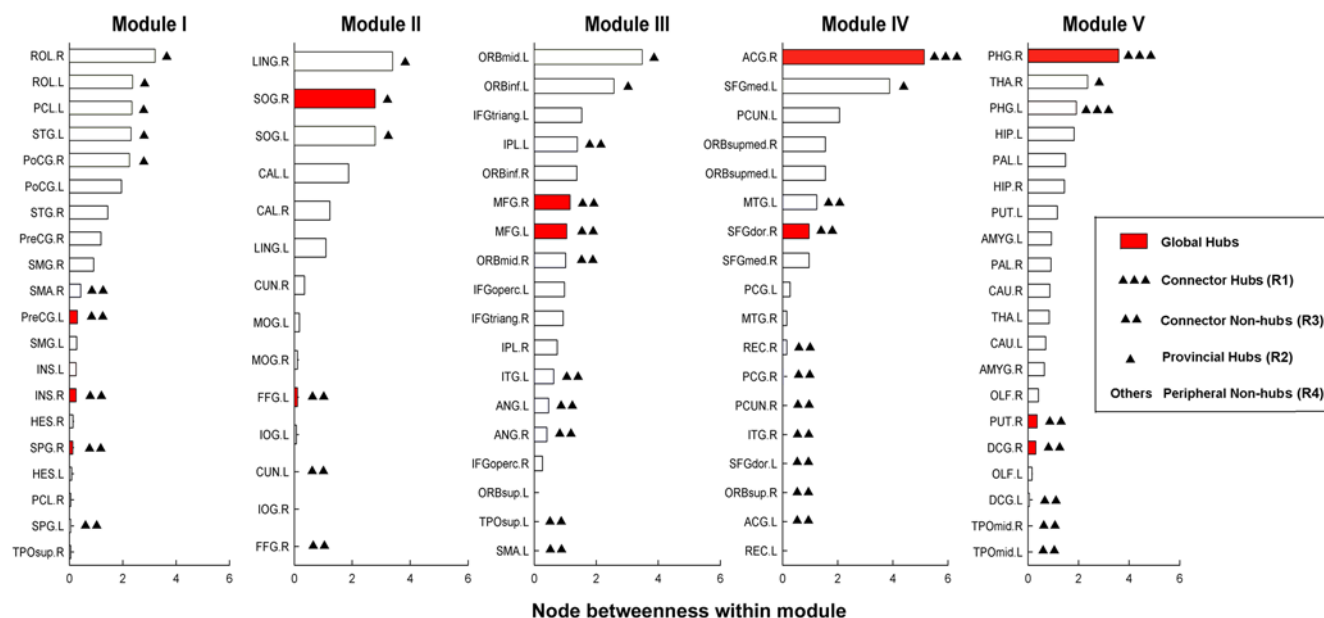 Module I
ROL.R
ROL.L
PCL.L
STG.L
PoCG.R
PoCG.L
STG.R
PreCG.R
SMG.R
SMA.R
PreCG.L
SMG.L
INS.L
INS.R
HES.R
SPG.R
HES.L
PCL.R
SPG.L
TPOsup.R
0 2 4 6
Module II
LING.R
SOG.R
SOG.L
CAL.L
CAL.R
LING.L
CUN.R
MOG.L
MOG.R
FFG.L
IOG.L
CUN.L
IOG.R
FFG.R
0 2 4 6
Module III
ORBmid.L
ORBinf.L
IFGtriang.L
IPL.L
ORBinf.R
MFG.R
MFG.L
ORBmid.R
IFGoperc.L
IFGtriang.R
IPL.R
ITG.L
ANG.L
ANG.R
IFGoperc.R
ORBsup.L
TPOsup.L
SMA.L
0 2 4 6
Module IV
ACG.R
SFGmed.L
PCUN.L
ORBsupmed.R
ORBsupmed.L
MTG.L
SFGdor.R
SFGmed.R
PCG.L
MTG.R
REC.R
PCG.R
PCUN.R
ITG.R
SFGdor.L
ORBsup.R
ACG.L
REC.L
0 2 4 6
Module V
PHG.R
THA.R
PHG.L
HIP.L
PAL.L
HIP.R
PUT.L
AMYG.L
PAL.R
CAU.R
THA.L
CAU.L
AMYG.R
OLF.R
PUT.R
DCG.R
OLF.L
DCG.L
TPOmid.R
TPOmid.L
0 2 4 6
Global Hubs
Connector Hubs (R1)
Connector Non-hubs (R3)
Provincial Hubs (R2)
Others Peripheral Non-hubs (R4)
Node betweenness within module